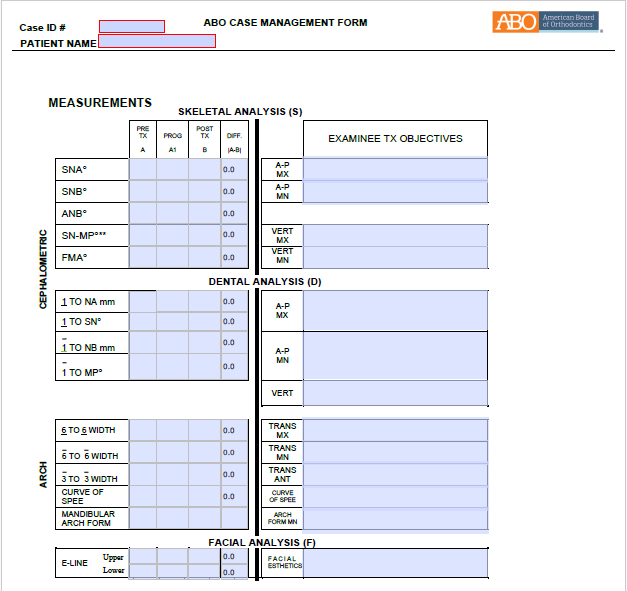 Case ID #
ABO CASE MANAGEMENT FORM
ABO American Board of Orthodontics
PATIENT NAME
MEASUREMENTS
SKELETAL ANALYSIS (S)
PRE TX A
PROG A1
POST TX B
DIFF. (A-B)
EXAMINEE TX OBJECTIVES
CEPHALOMETRIC
SNA° 0.0
A-P MX
SNB° 0.0
A-P MN
ANB° 0.0
SN-MP°** 0.0
VERT MX
FMA° 0.0
VERT MN
DENTAL ANALYSIS (D)
1 TO NA mm 0.0
A-P MX
1 TO SN° 0.0
1 TO NB mm 0.0
A-P MN
1 TO MP° 0.0
VERT
ARCH
6 TO 6 WIDTH 0.0
TRANS MX
6 TO 6 WIDTH 0.0
TRANS MN
3 TO 3 WIDTH 0.0
TRANS ANT
CURVE OF SPEE 0.0
CURVE OF SPEE
MANDIBULAR ARCH FORM
ARCH FORM MN
FACIAL ANALYSIS (F)
E-LINE
Upper 0.0
Lower 0.0
FACIAL ESTHETICS